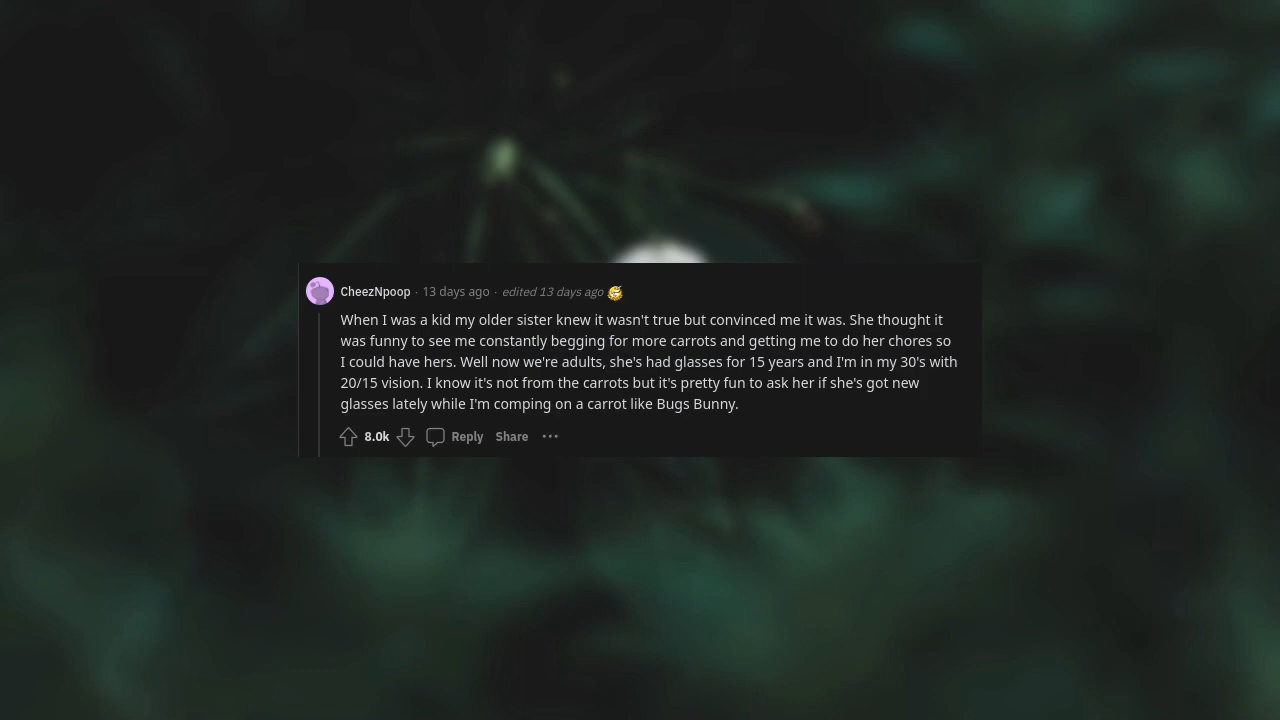 CheezNpoop · 13 days ago · edited 13 days ago
When I was a kid my older sister knew it wasn't true but convinced me it was. She thought it
was funny to see me constantly begging for more carrots and getting me to do her chores so
I could have hers. Well now we're adults, she's had glasses for 15 years and I'm in my 30's with
20/15 vision. I know it's not from the carrots but it's pretty fun to ask her if she's got new
glasses lately while I'm comping on a carrot like Bugs Bunny.
8.0k Reply Share